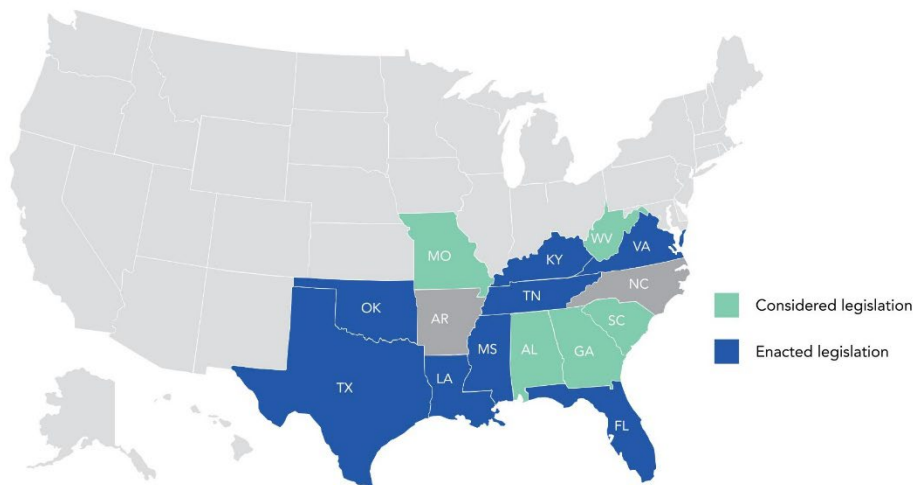 WV
VA
MO
KY
NC
TN
OK
AR
SC
MS
AL
GA
LA
TX
FL
Considered legislation
Enacted legislation